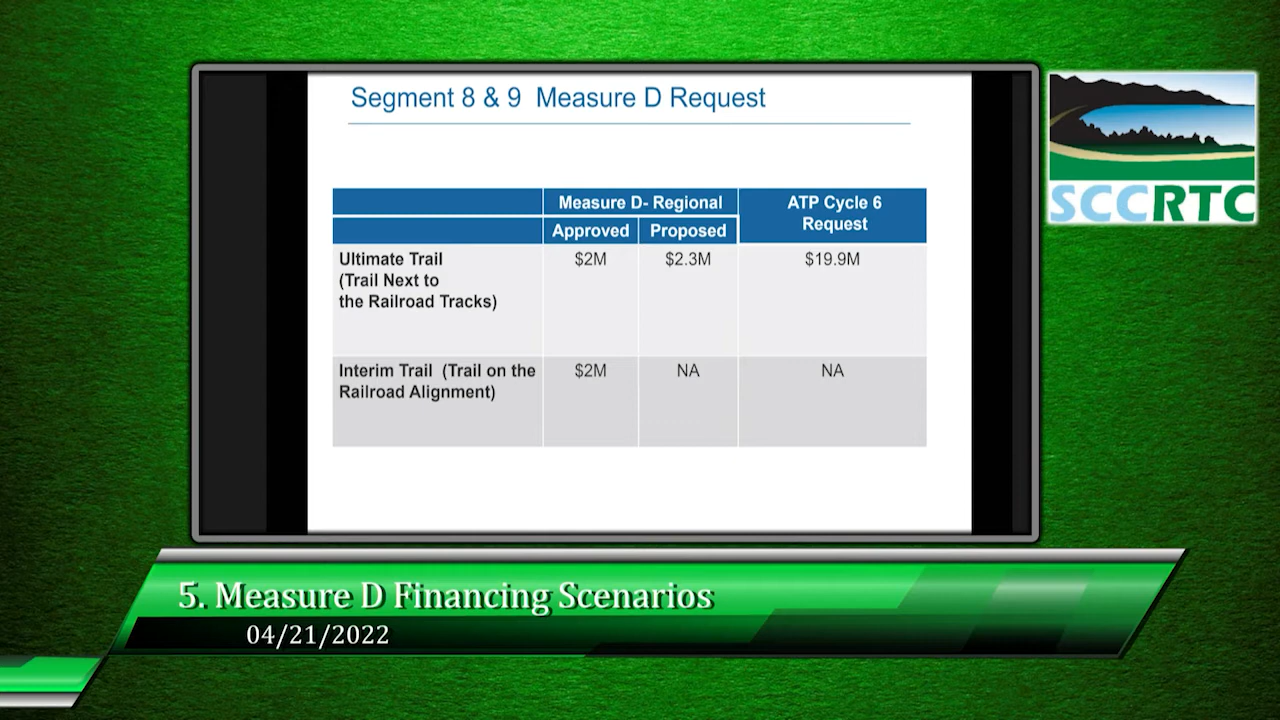 Segment 8 & 9 Measure D Request
Measure D- Regional
ATP Cycle 6
Request
Approved
Proposed
Ultimate Trail
(Trail Next to
the Railroad Tracks)
$2M
$2.3M
$19.9M
Interim Trail (Trail on the
Railroad Alignment)
$2M
NA
NA
SCCRTC
5. Measure D Financing Scenarios
04/21/2022